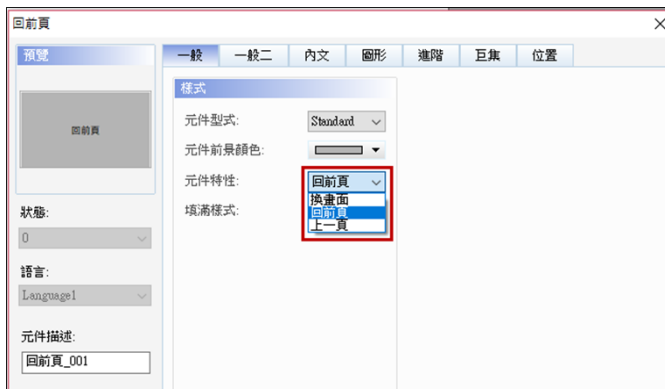 回前頁
預覽
回前頁
狀態:
0
語言:
Language1
元件描述:
回前頁_001
一般
一般二
內文
圖形
進階
巨集
位置
樣式
元件型式:
Standard
元件前景顏色:
元件特性:
回前頁
換畫面
回前頁
上一頁
填滿樣式: